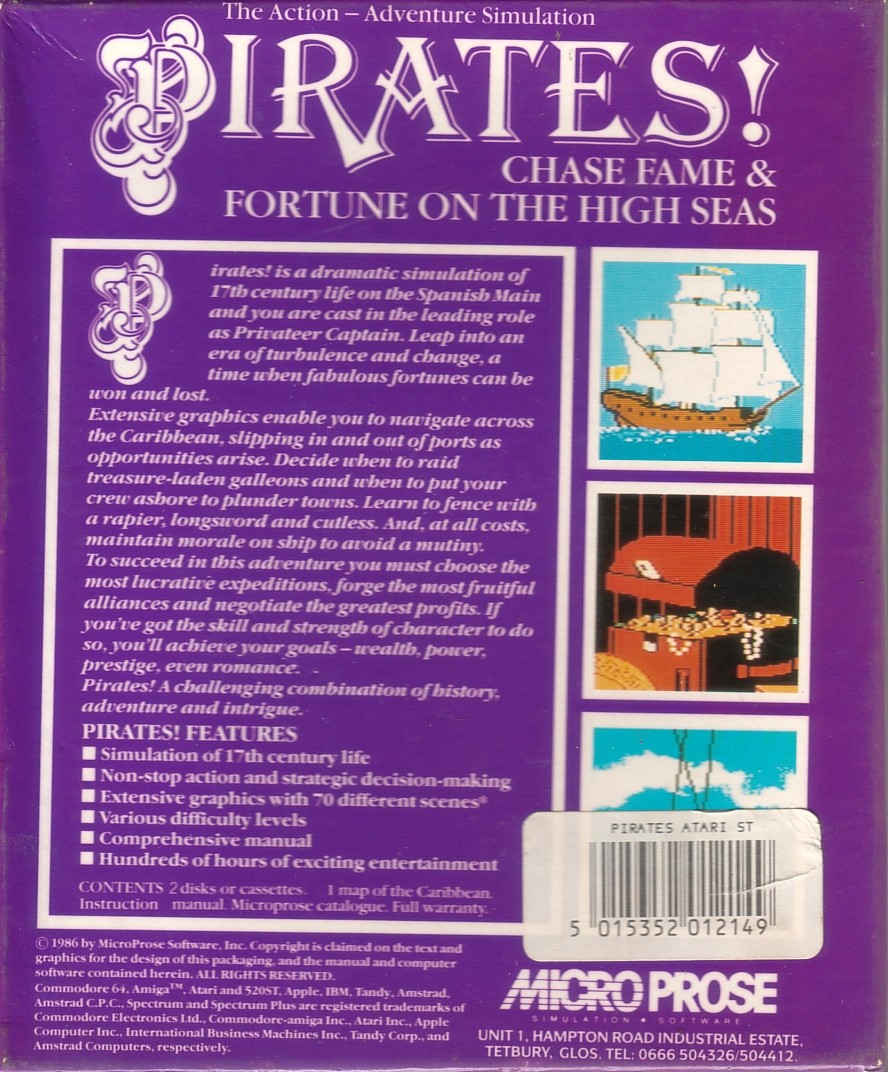 The Action – Adventure Simulation
PIRATES!
CHASE FAME &
FORTUNE ON THE HIGH SEAS
Pirates! is a dramatic simulation of
17th century life on the Spanish Main
and you are cast in the leading role
as Privateer Captain. Leap into an
era of turbulence and change, a
time when fabulous fortunes can be
won and lost.
Extensive graphics enable you to navigate across
the Caribbean, slipping in and out of ports as
opportunities arise. Decide when to raid
treasure-laden galleons and when to put your
crew ashore to plunder towns. Learn to fence with
a rapier, longsword and cutless. And, at all costs,
maintain morale on ship to avoid a mutiny.
To succeed in this adventure you must choose the
most lucrative expeditions, forge the most fruitful
alliances and negotiate the greatest profits. If
you've got the skill and strength of character to do
so, you'll achieve your goals – wealth, power,
prestige, even romance.
Pirates! A challenging combination of history,
adventure and intrigue.
PIRATES! FEATURES
■ Simulation of 17th century life
■ Non-stop action and strategic decision-making
■ Extensive graphics with 70 different scenes*
■ Various difficulty levels
■ Comprehensive manual
■ Hundreds of hours of exciting entertainment
CONTENTS 2 disks or cassettes. 1 map of the Caribbean.
Instruction manual. Microprose catalogue. Full warranty.
PIRATES ATARI ST
5 015352 012149
© 1986 by MicroProse Software, Inc. Copyright is claimed on the text and
graphics for the design of this packaging, and the manual and computer
software contained herein. ALL RIGHTS RESERVED.
Commodore 64, Amiga™, Atari and 520ST, Apple, IBM, Tandy, Amstrad,
Amstrad C.P.C., Spectrum and Spectrum Plus are registered trademarks of
Commodore Electronics Ltd., Commodore-amiga Inc., Atari Inc., Apple
Computer Inc., International Business Machines Inc., Tandy Corp., and
Amstrad Computers, respectively.
MICRO PROSE
SIMULATION • SOFTWARE
UNIT 1, HAMPTON ROAD INDUSTRIAL ESTATE,
TETBURY, GLOS. TEL: 0666 504326/504412.